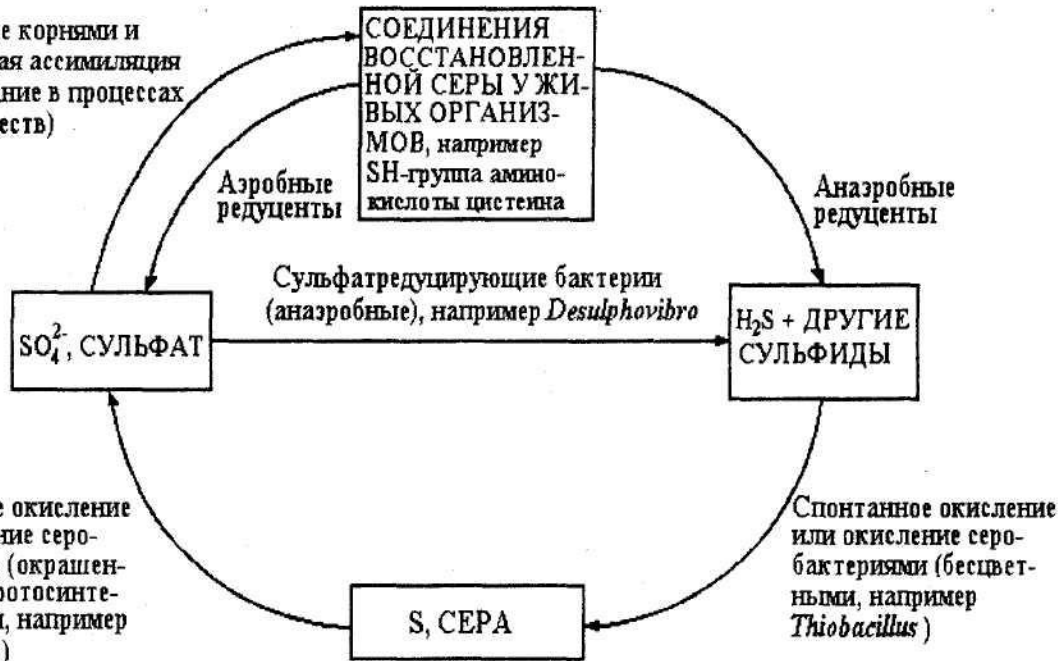 е корнями и
ая ассимиляция
ние в процессах
еств)
СОЕДИНЕНИЯ
ВОССТАНОВЛЕН-
НОЙ СЕРЫ У ЖИ-
ВЫХ ОРГАНИЗ-
МОВ, например
SH-группа амино-
кислоты цистеина
Аэробные
редуценты
Анаэробные
редуценты
Сульфатредуцирующие бактерии
(анаэробные), например Desulphovibro
SO₄²⁻, СУЛЬФАТ
H₂S + ДРУГИЕ
СУЛЬФИДЫ
е окисление
ние серо-
(окрашен-
отосинте-
и, например
)
Спонтанное окисление
или окисление серо-
бактериями (бесцвет-
ными, например
Thiobacillus )
S, СЕРА